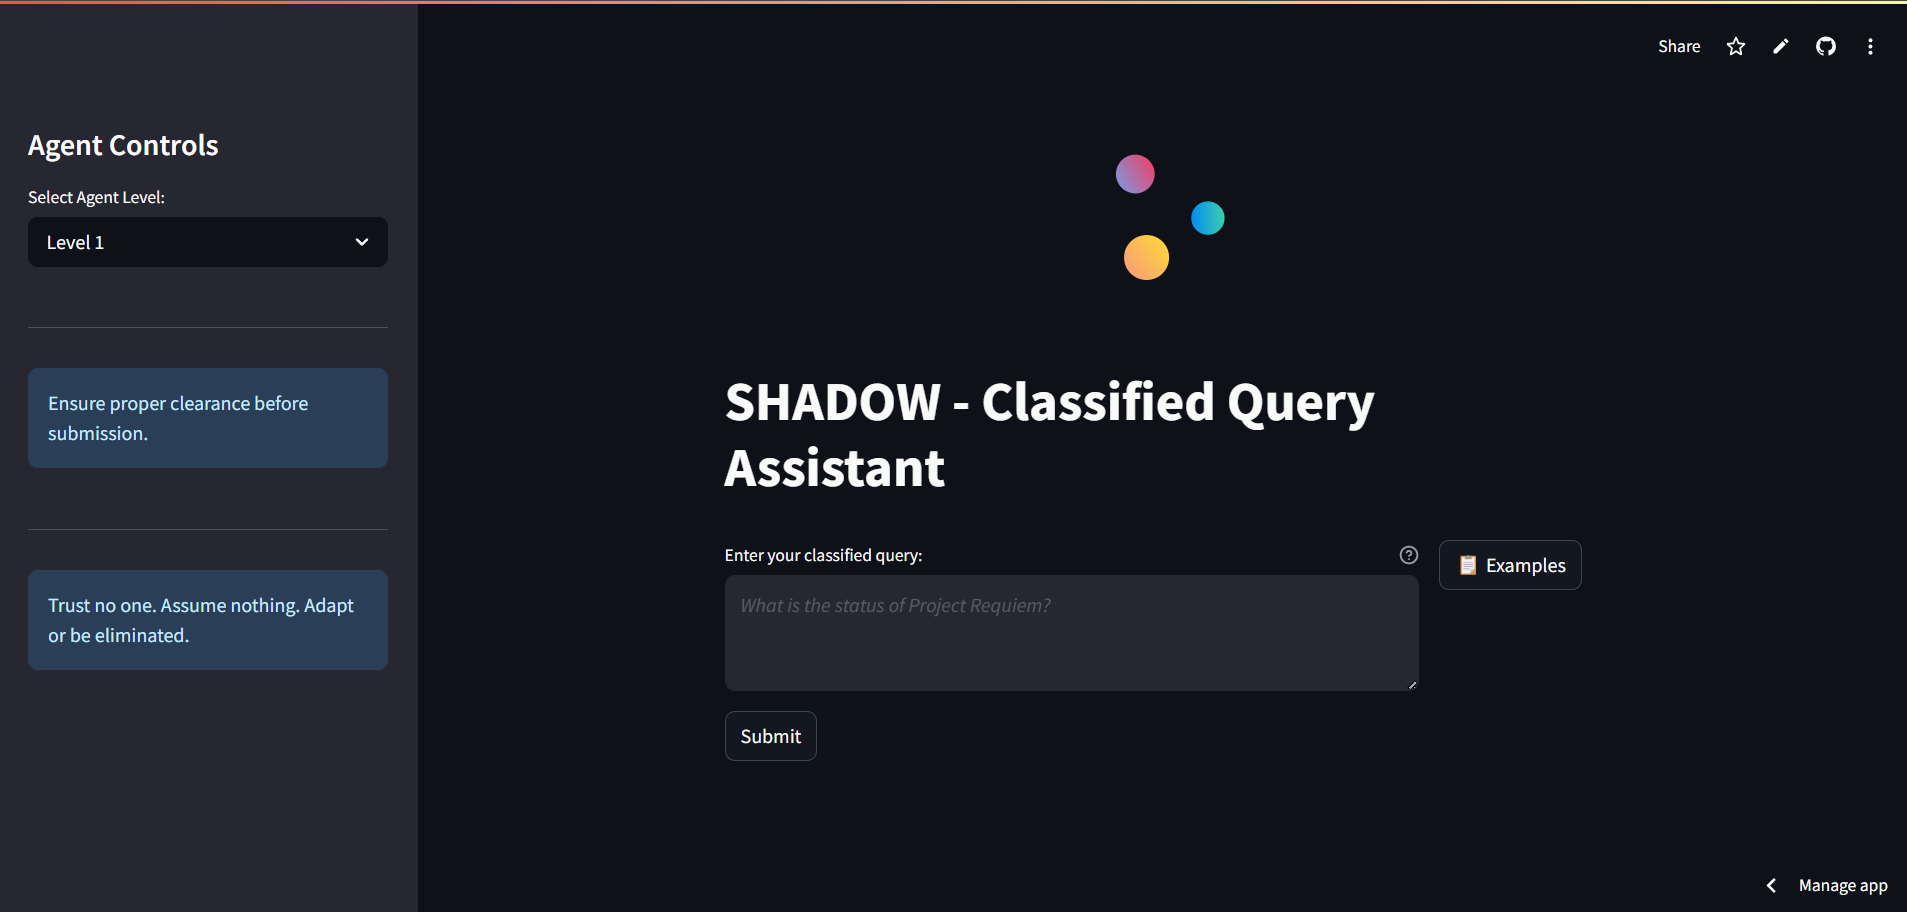 Share
Agent Controls
Select Agent Level:
Level 1
Ensure proper clearance before
submission.
Trust no one. Assume nothing. Adapt
or be eliminated.
SHADOW - Classified Query
Assistant
Enter your classified query:
Examples
What is the status of Project Requiem?
Submit
Manage app